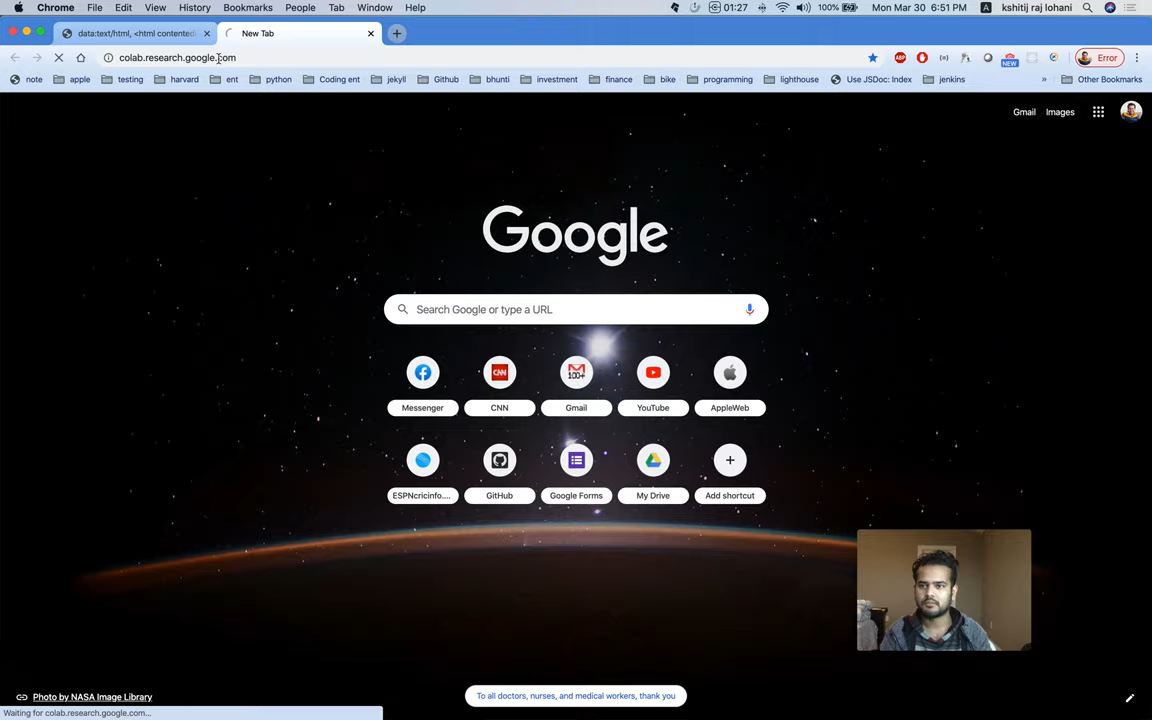 Chrome File Edit View History Bookmarks People Tab Window Help 01:27 100% Mon Mar 30 6:51 PM A kshitij raj lohani
data:text/html, <html contentedi New Tab
colab.research.google.com ABP NEW Error
note apple testing harvard ent python Coding ent jekyll Github bhunti investment finance bike programming lighthouse Use JSDoc: Index jenkins » Other Bookmarks
Gmail Images
Google
Search Google or type a URL
CNN 100+
Messenger CNN Gmail YouTube AppleWeb
ESPNcricinfo.... GitHub Google Forms My Drive Add shortcut
Photo by NASA Image Library
To all doctors, nurses, and medical workers, thank you
Waiting for colab.research.google.com...